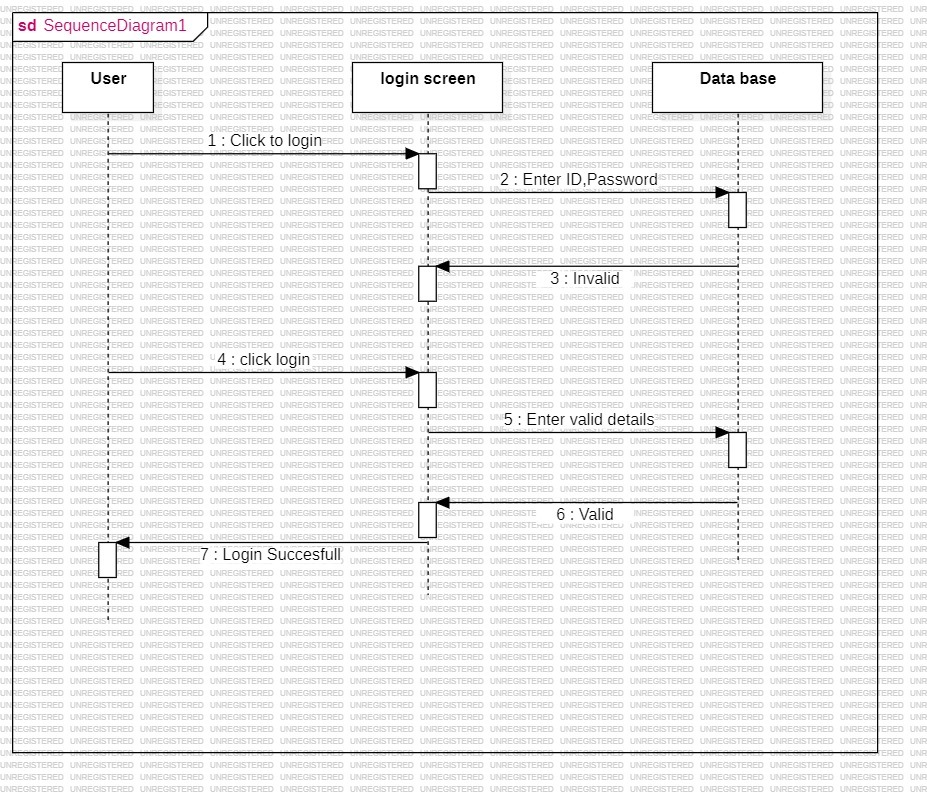 sd SequenceDiagram1
User
login screen
Data base
1 : Click to login
2 : Enter ID,Password
3 : Invalid
4 : click login
5 : Enter valid details
6 : Valid
7 : Login Succesfull
UNREGISTERED